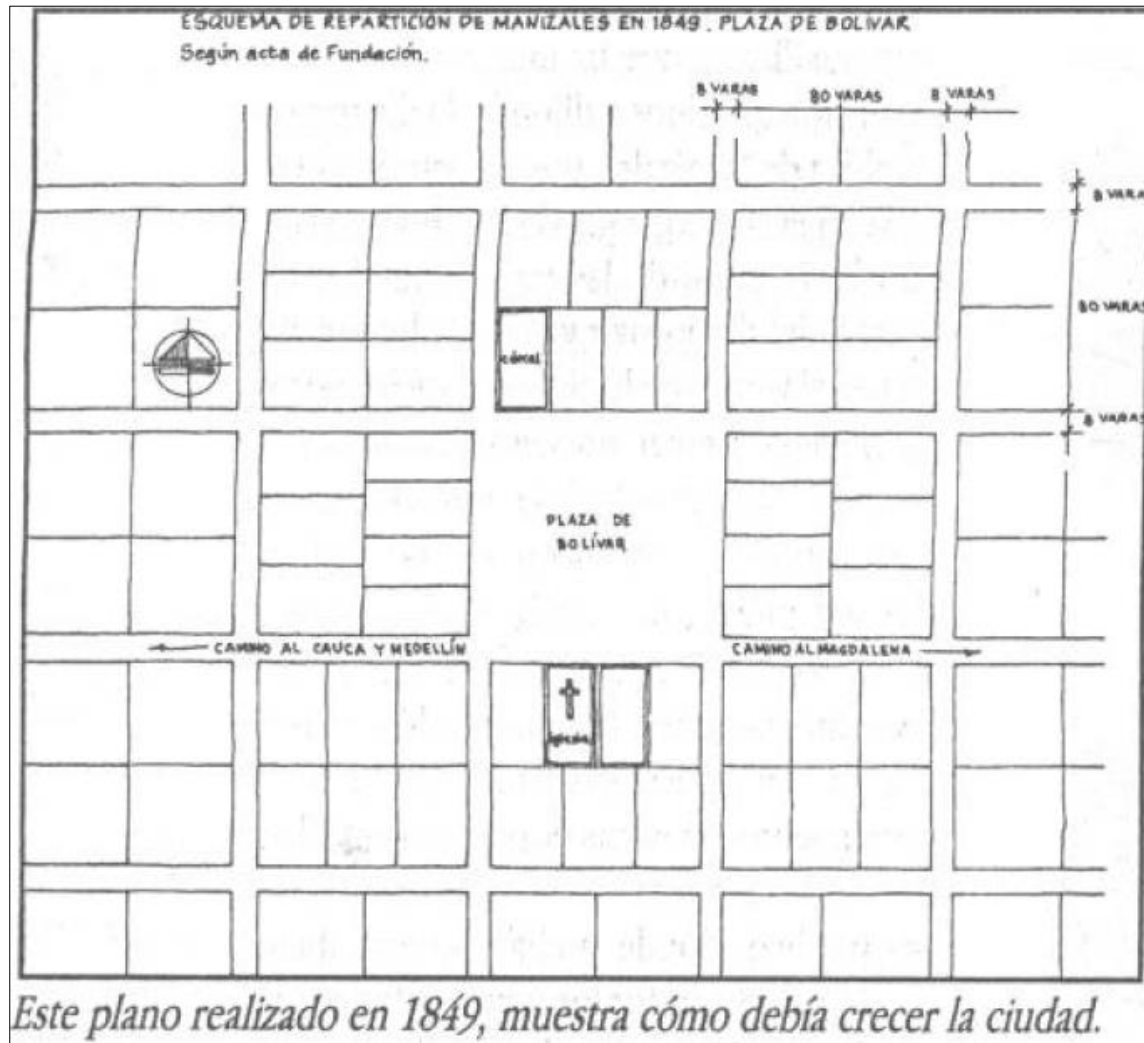 ESQUEMA DE REPARTICIÓN DE MANIZALES EN 1849. PLAZA DE BOLIVAR
Según acta de Fundación.
8 VARAS
80 VARAS
8 VARAS
8 VARAS
80 VARAS
cárcel
8 VARAS
PLAZA DE
BOLÍVAR
CAMINO AL CAUCA Y MEDELLÍN
CAMINO AL MAGDALENA
iglesia
Este plano realizado en 1849, muestra cómo debía crecer la ciudad.